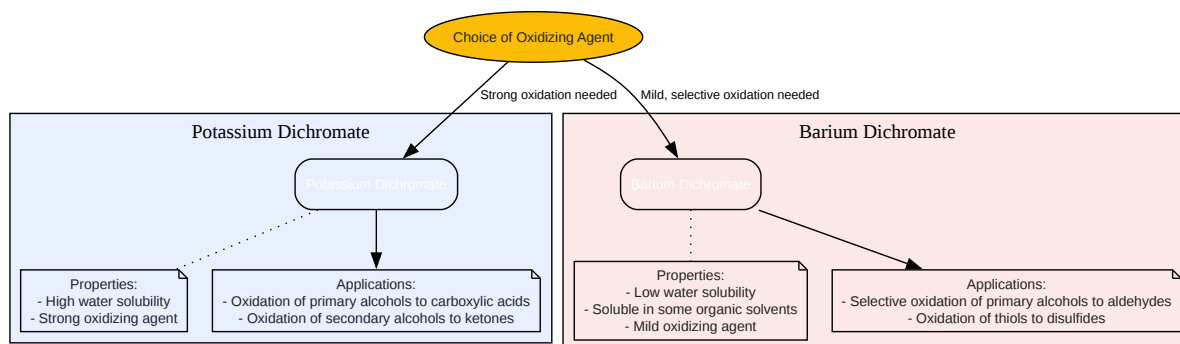 Choice of Oxidizing Agent
Strong oxidation needed
Mild, selective oxidation needed
Potassium Dichromate
Potassium Dichromate
Properties:
- High water solubility
- Strong oxidizing agent
Applications:
- Oxidation of primary alcohols to carboxylic acids
- Oxidation of secondary alcohols to ketones
Barium Dichromate
Barium Dichromate
Properties:
- Low water solubility
- Soluble in some organic solvents
- Mild oxidizing agent
Applications:
- Selective oxidation of primary alcohols to aldehydes
- Oxidation of thiols to disulfides